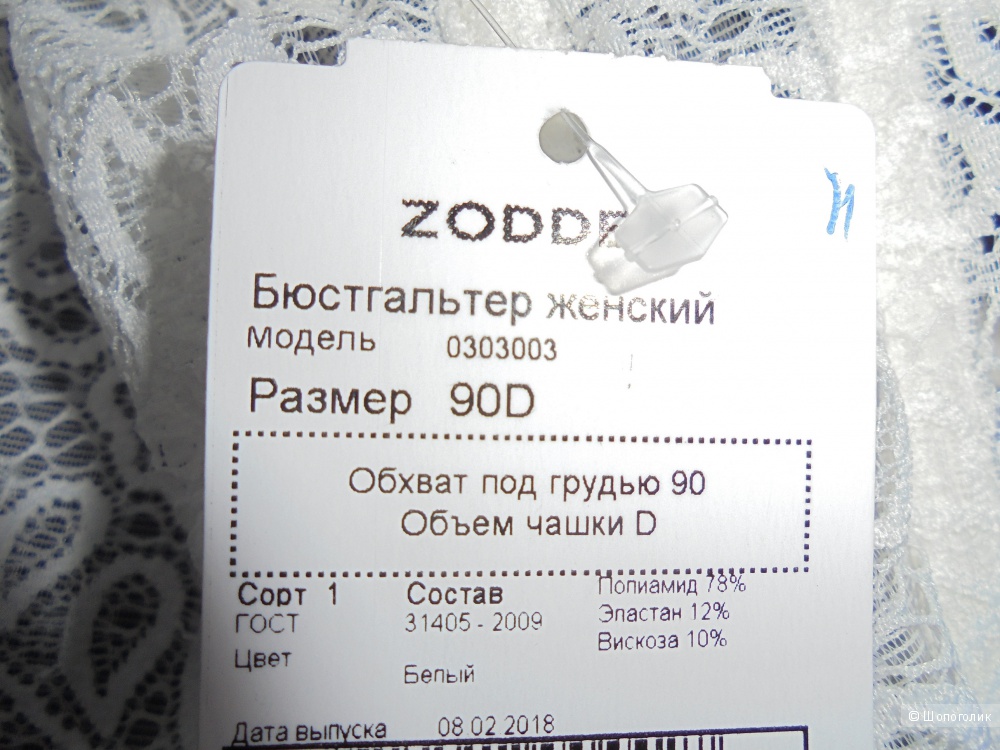 Бюстгальтер женский
Модель 0303003
Размер 90D
Обхват под грудью 90
Объем чашки D
Сорт 1 Состав Полиамид 78%
ГОСТ 31405 - 2009 Эластан 12%
Вискоза 10%
Цвет Белый
Дата выпуска 08 02 2018
© Шопоголик